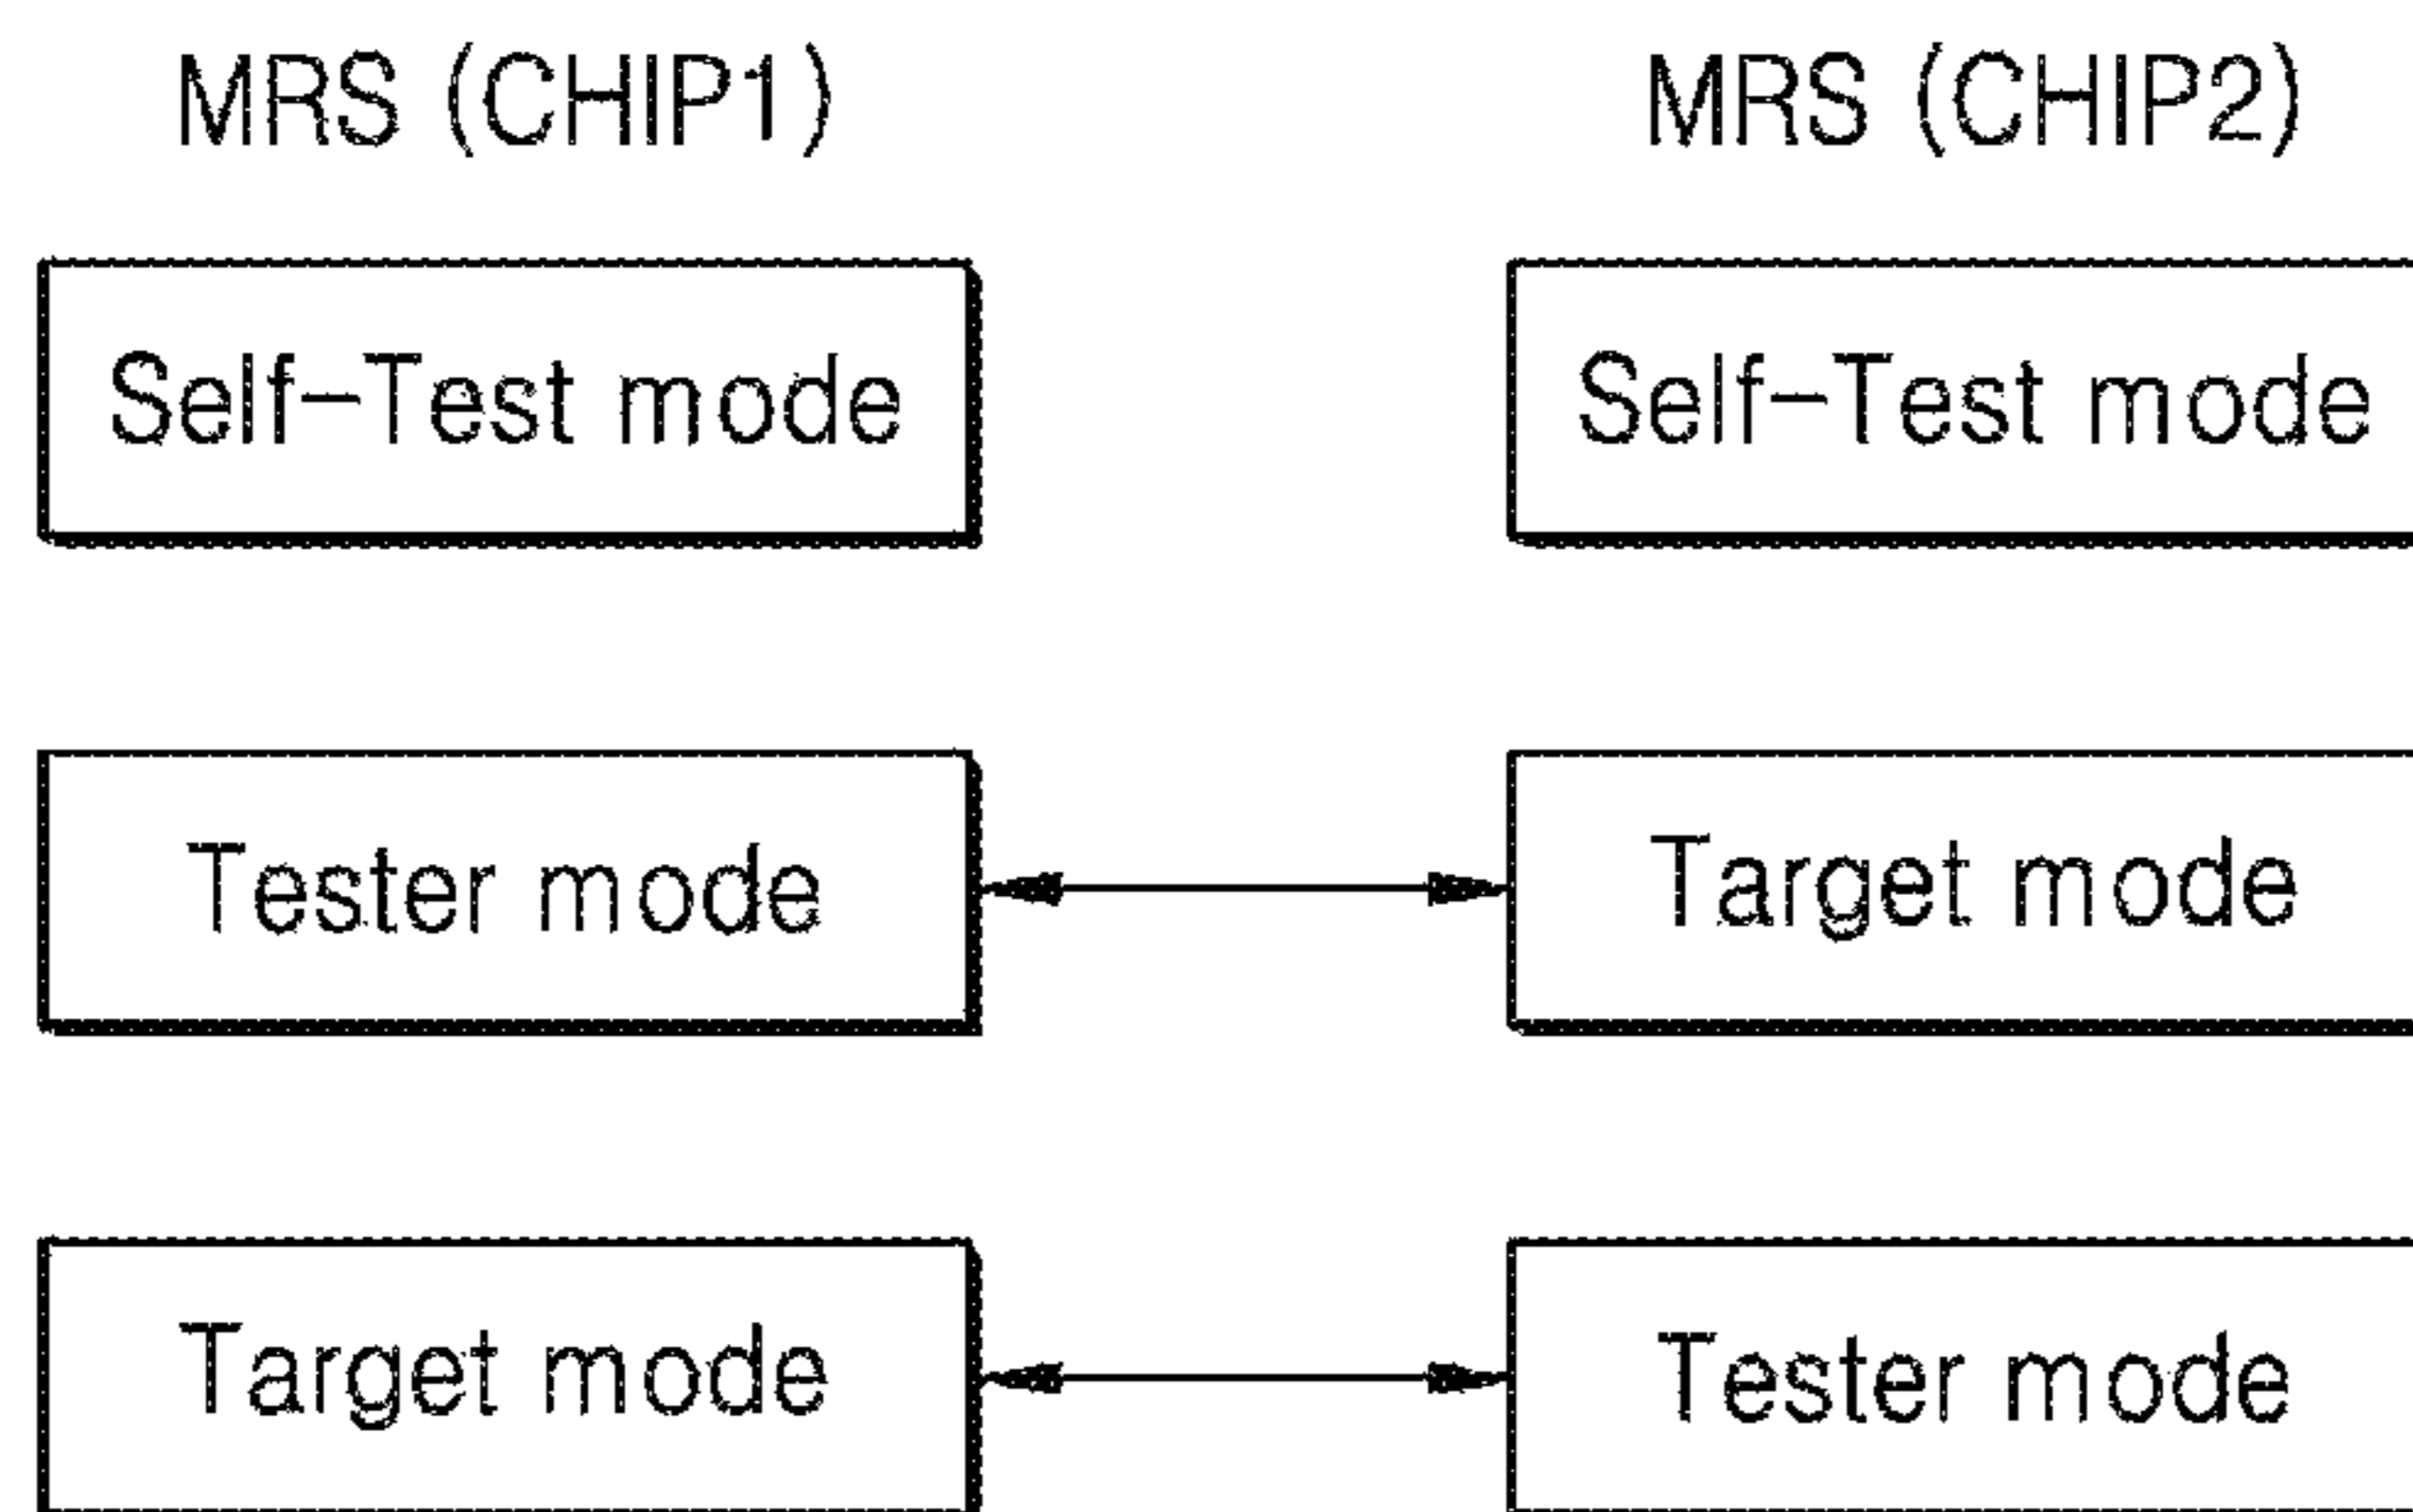 MRS (CHIP1)
MRS (CHIP2)
Self-Test mode
Self-Test mode
Tester mode
Target mode
Target mode
Tester mode